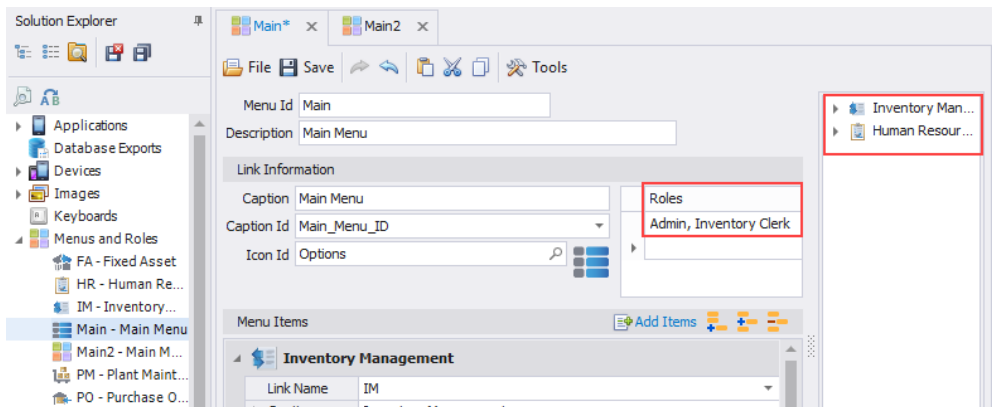 Solution Explorer
Main*
Main2
File Save Tools
Menu Id Main
Description Main Menu
Link Information
Caption Main Menu
Caption Id Main_Menu_ID
Icon Id Options
Roles
Admin, Inventory Clerk
Menu Items
Add Items
Inventory Management
Link Name IM
Inventory Man...
Human Resour...
Applications
Database Exports
Devices
Images
Keyboards
Menus and Roles
FA - Fixed Asset
HR - Human Re...
IM - Inventory...
Main - Main Menu
Main2 - Main M...
PM - Plant Maint...
PO - Purchase O...